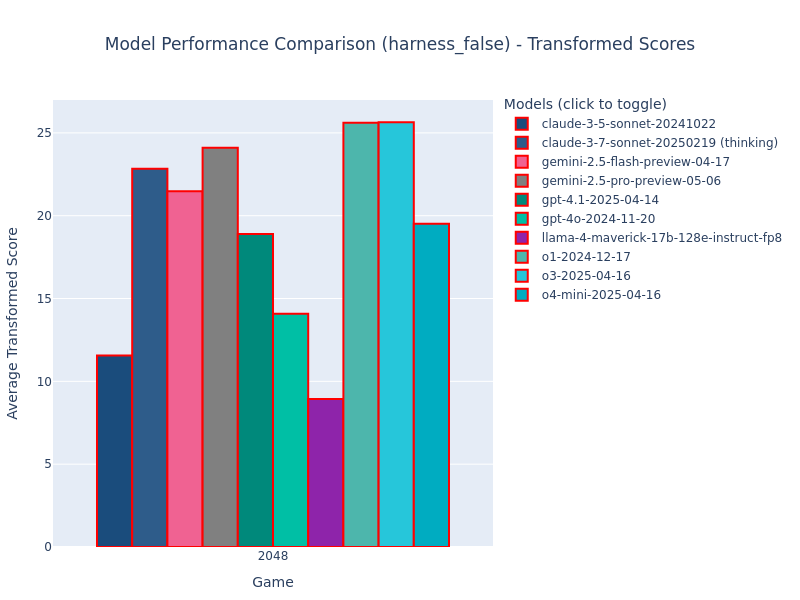 Model Performance Comparison (harness_false) - Transformed Scores
Models (click to toggle)
claude-3-5-sonnet-20241022
claude-3-7-sonnet-20250219 (thinking)
gemini-2.5-flash-preview-04-17
gemini-2.5-pro-preview-05-06
gpt-4.1-2025-04-14
gpt-4o-2024-11-20
llama-4-maverick-17b-128e-instruct-fp8
o1-2024-12-17
o3-2025-04-16
o4-mini-2025-04-16
Average Transformed Score
25
20
15
10
5
0
2048
Game